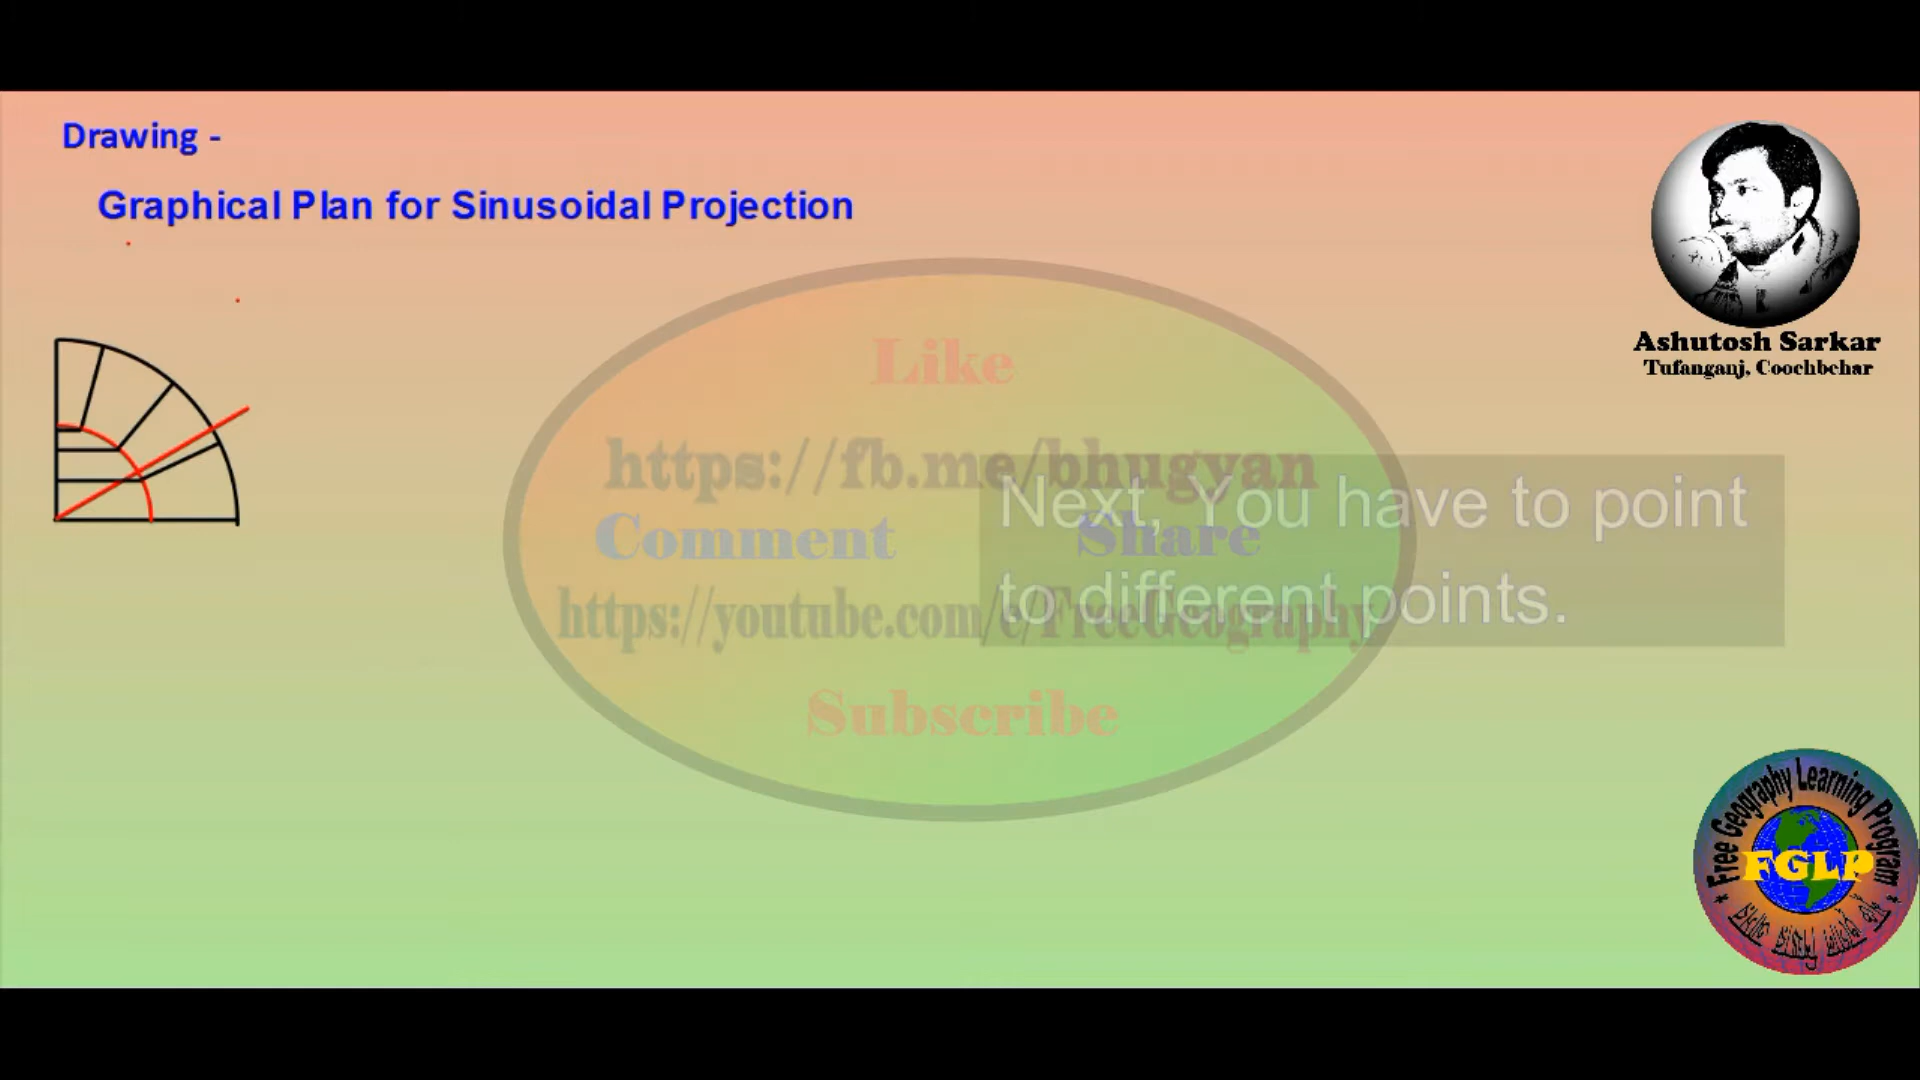 Drawing -
Graphical Plan for Sinusoidal Projection
Ashutosh Sarkar
Tufanganj, Coochbehar
Like
https://fb.me/bhugyan
Next, You have to point
Comment
Share
to different points.
https://youtube.com/c/FreeGeography
Subscribe
Free Geography Learning Program
FGLP